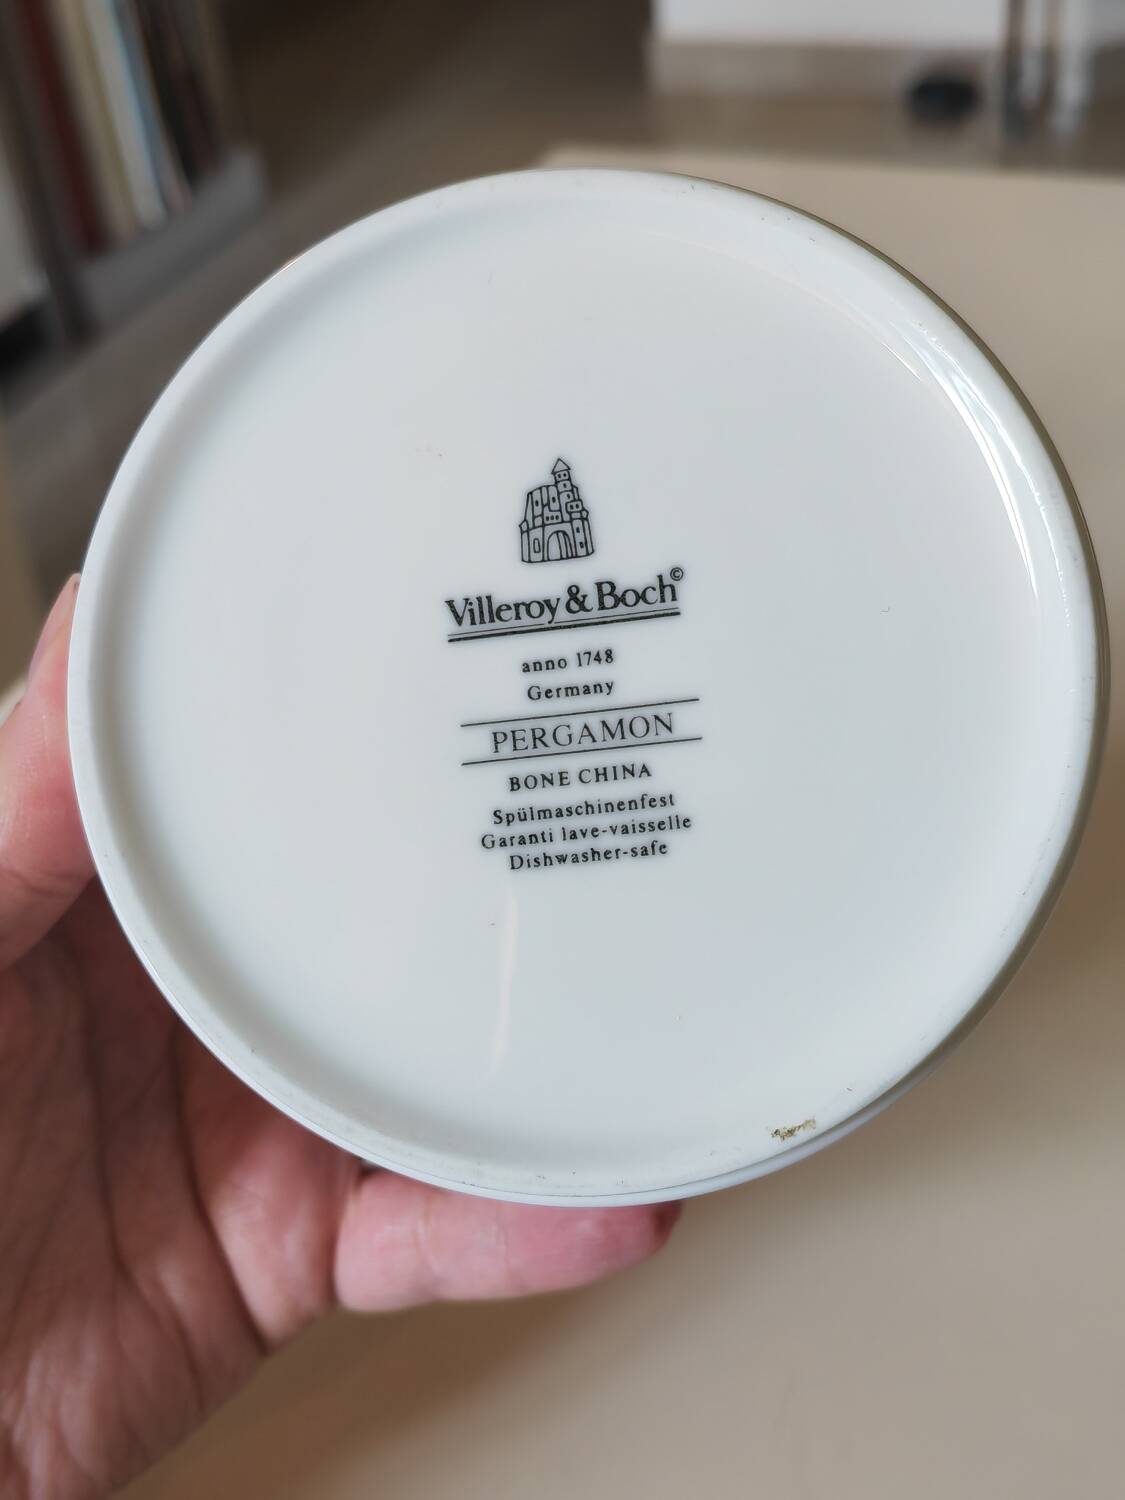 Villeroy & Boch©
anno 1748
Germany
PERGAMON
BONE CHINA
Spülmaschinenfest
Garanti lave-vaisselle
Dishwasher-safe